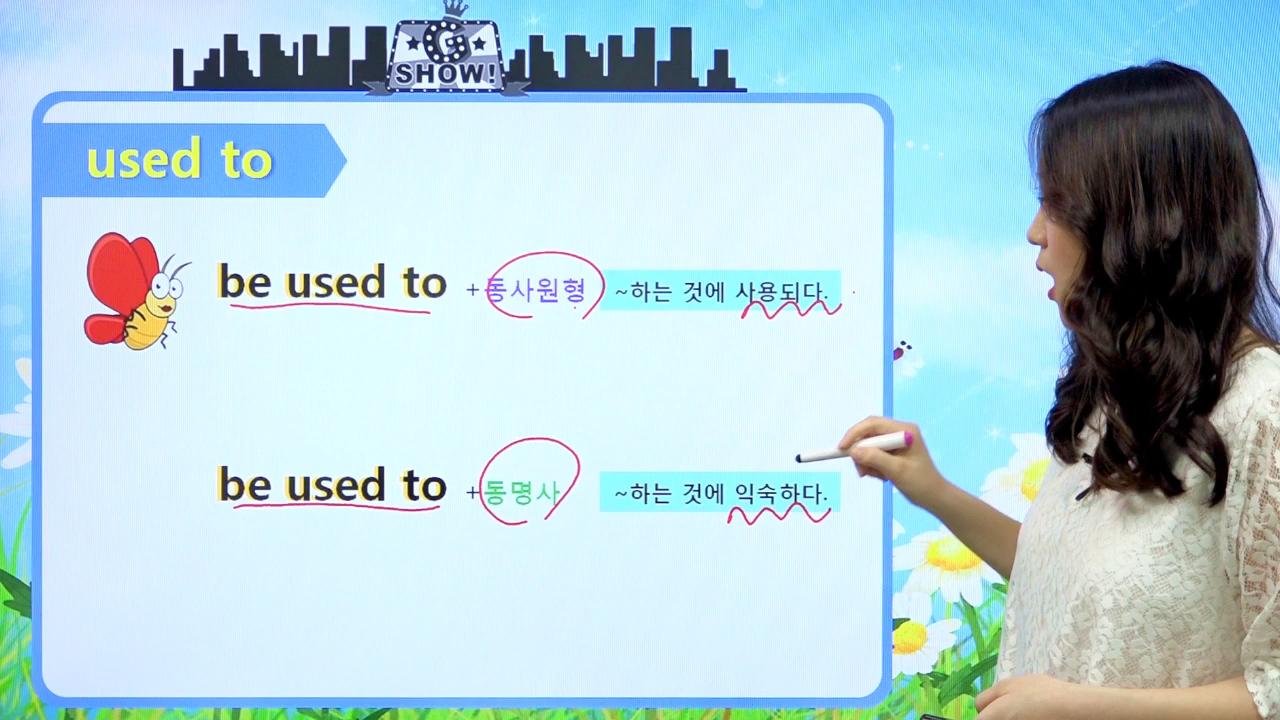 G
SHOW!
used to
be used to +동사원형 ~하는 것에 사용되다.
be used to +동명사 ~하는 것에 익숙하다.